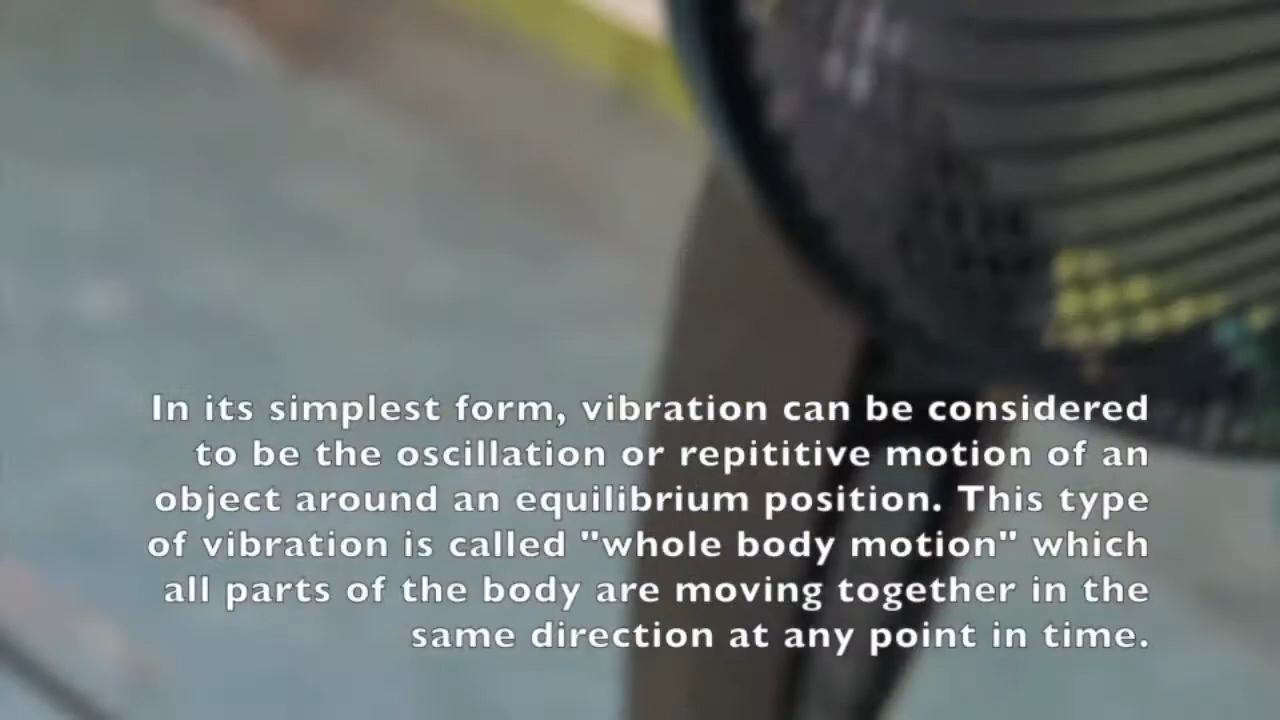 In its simplest form, vibration can be considered
to be the oscillation or repititive motion of an
object around an equilibrium position. This type
of vibration is called "whole body motion" which
all parts of the body are moving together in the
same direction at any point in time.